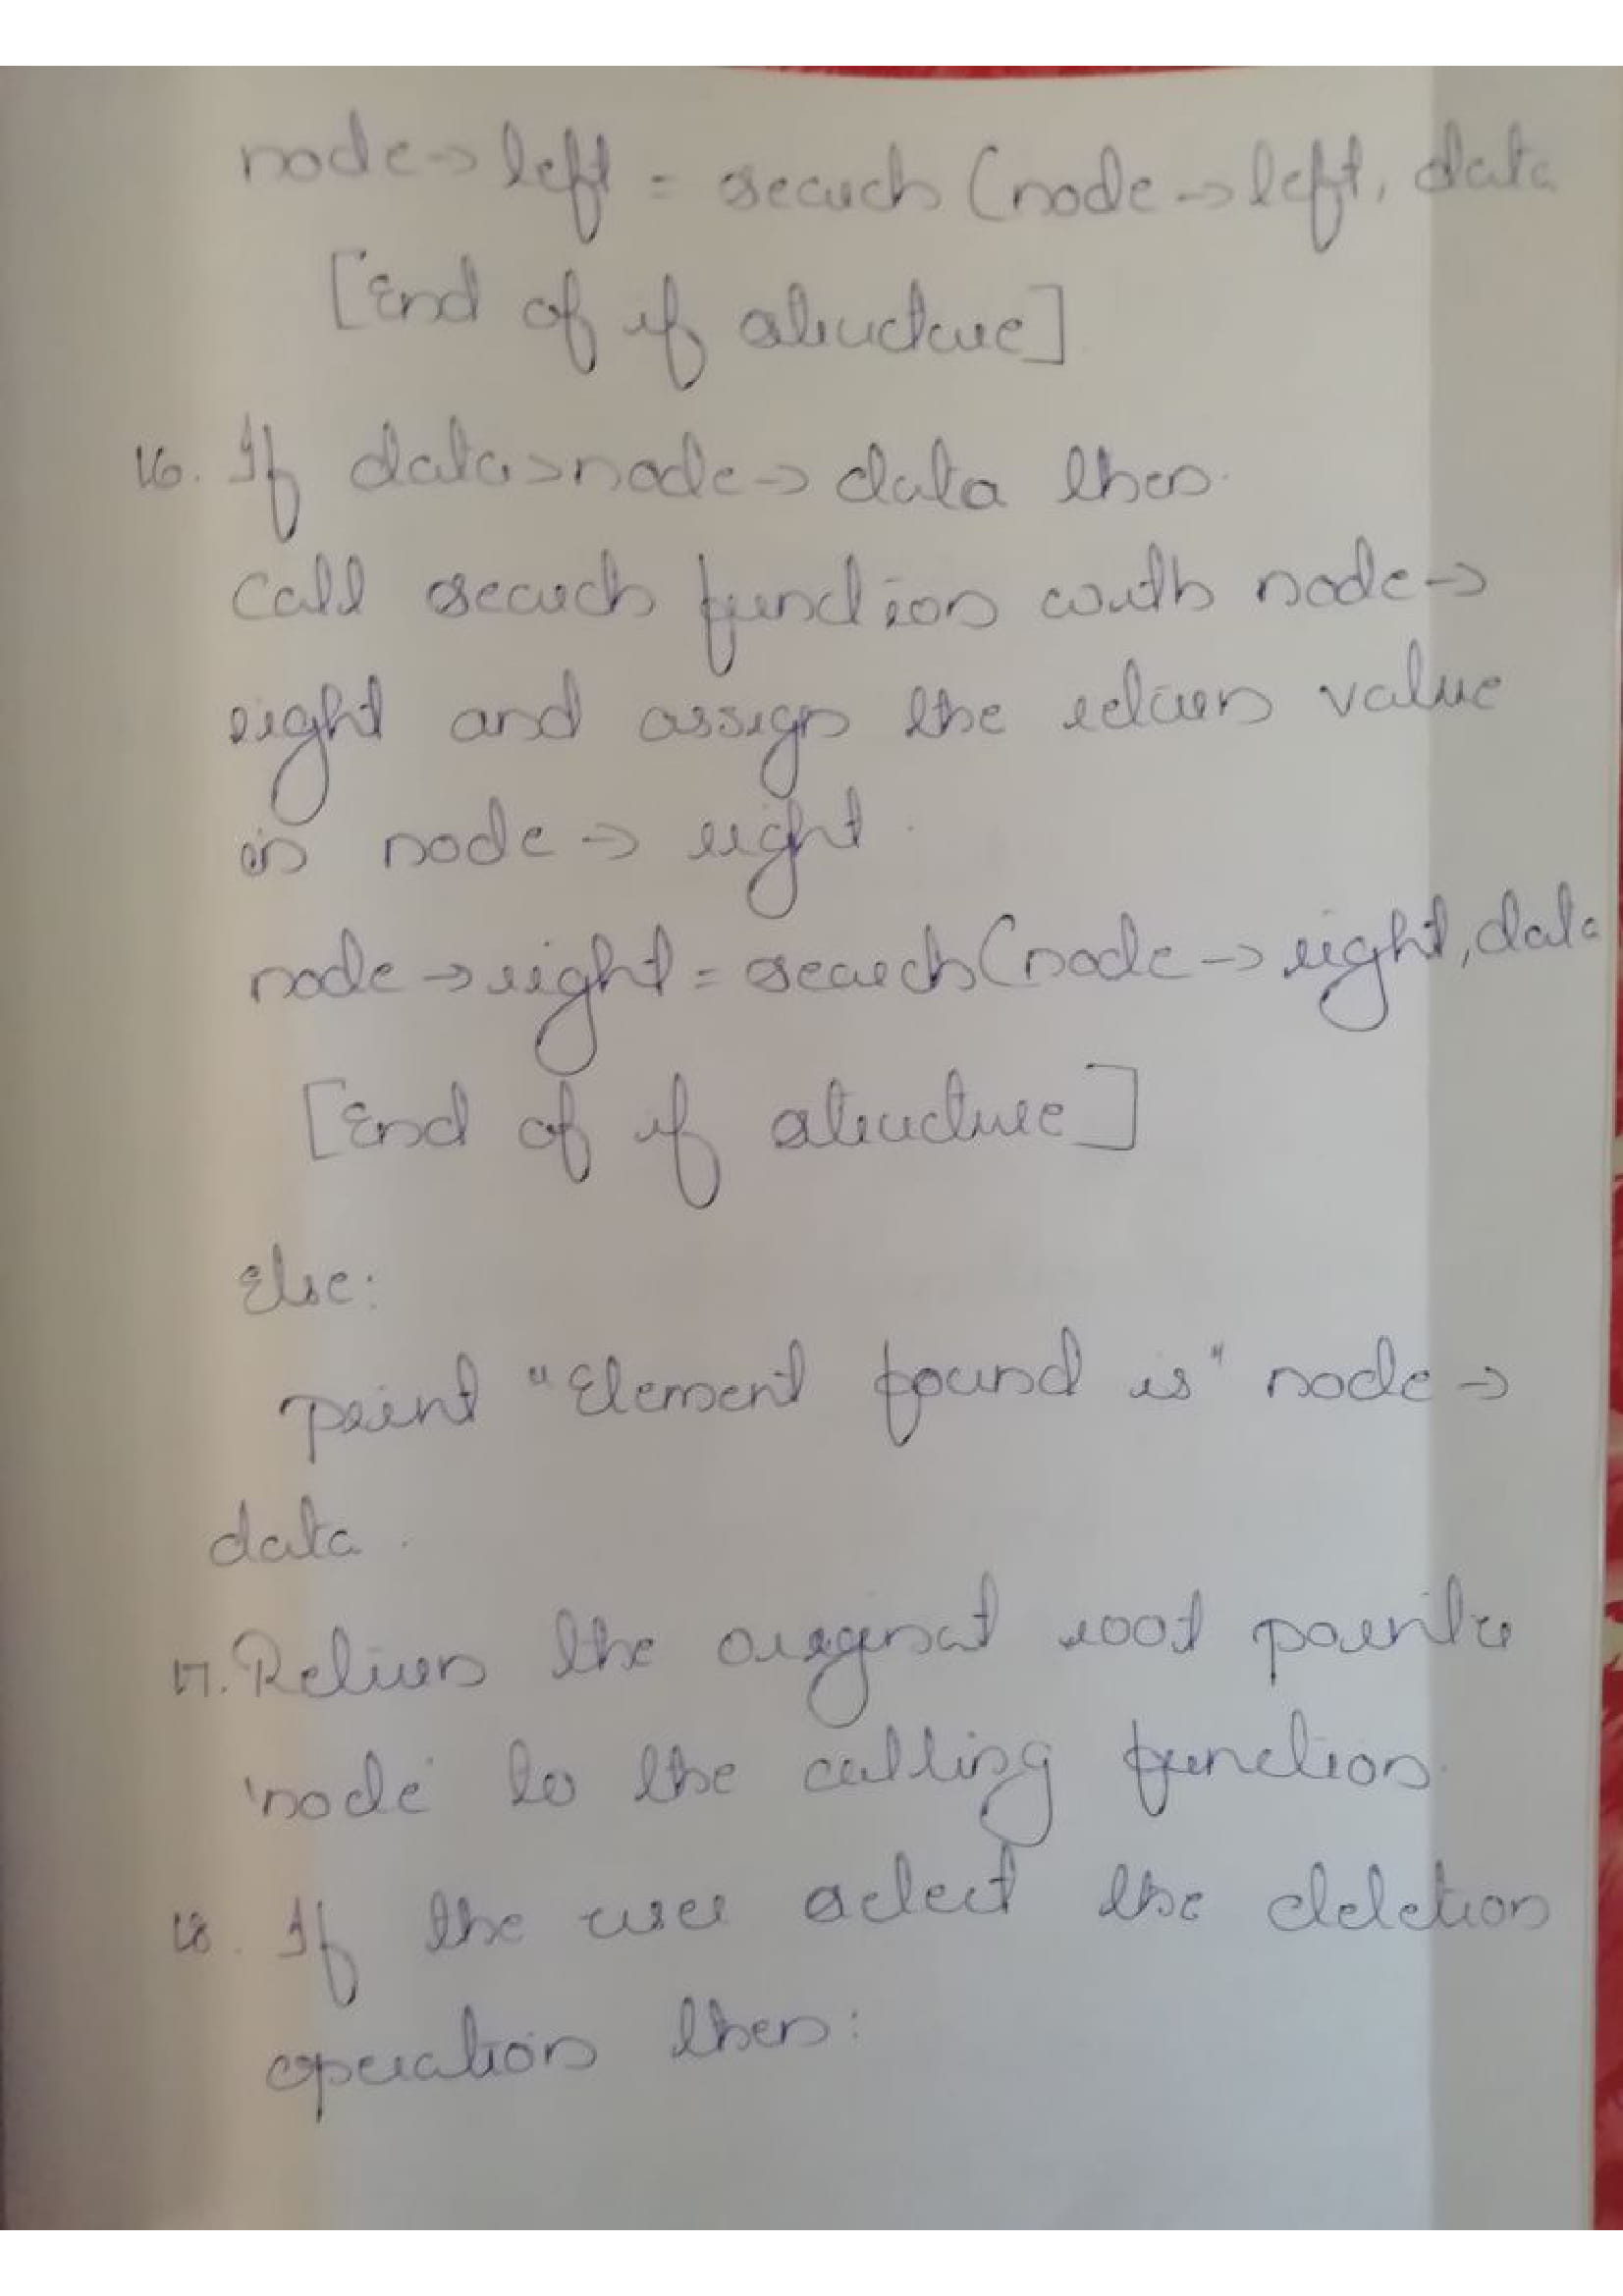 node→left = search (node→left, data
[End of if structure]
16. If data>node→data then
call search function with node→
right and assign the return value
in node→right.
node→right = search(node→right, data
[End of if structure]
Else:
print "Element found is" node→
data.
17. Return the original root pointer
'node' to the calling function.
18. If the user select the deletion
operation then: